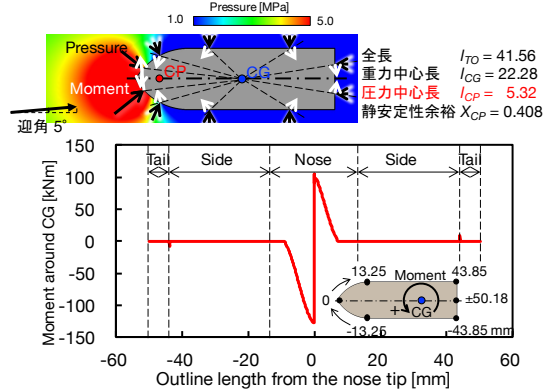 Pressure [MPa]
1.0 5.0
Pressure
CP
CG
Moment
迎角 5°
全長 l_TO = 41.56
重力中心長 l_CG = 22.28
圧力中心長 l_CP = 5.32
静安定性余裕 X_CP = 0.408
Tail Side Nose Side Tail
150
100
50
0
-50
-100
-150
Moment around CG [kNm]
13.25 Moment 43.85
0 ±50.18
+ CG
-13.25 -43.85 mm
-60 -40 -20 0 20 40 60
Outline length from the nose tip [mm]